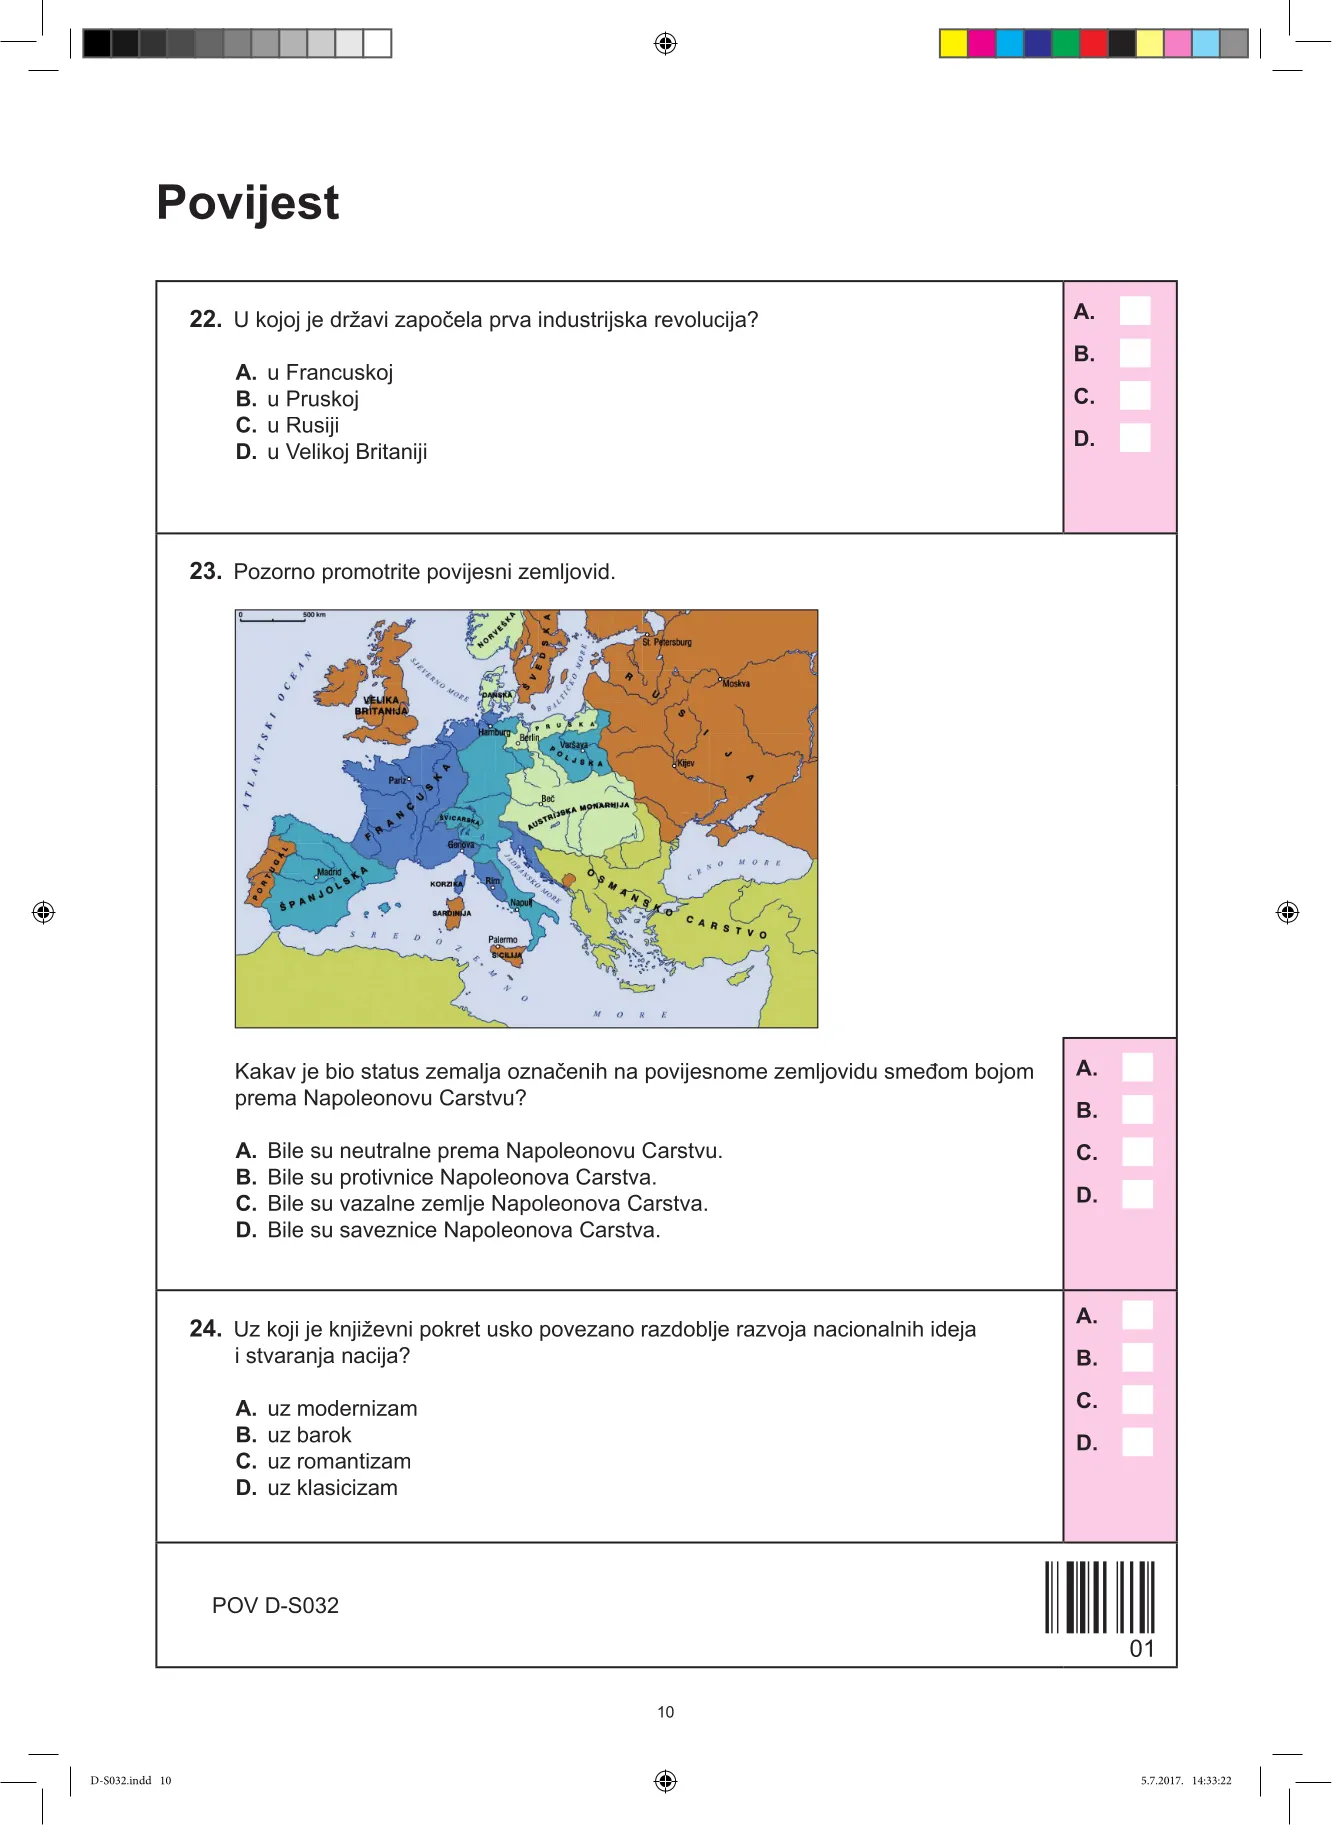 Povijest
22. U kojoj je državi započela prva industrijska revolucija?
A. u Francuskoj
B. u Pruskoj
C. u Rusiji
D. u Velikoj Britaniji
A.
B.
C.
D.
23. Pozorno promotrite povijesni zemljovid.
0 500 km
NORVEŠKA
ŠVEDSKA
St. Petersburg
ATLANTSKI OCEAN
SJEVERNO MORE
BALTIČKO MORE
RUSIJA
Moskva
VELIKA
BRITANIJA
DANSKA
Hamburg
PRUSKA
Berlin
Varšava
POLJSKA
Kijev
Pariz
FRANCUSKA
Beč
AUSTRIJSKA MONARHIJA
ŠVICARSKA
Genova
JADRANSKO MORE
CRNO MORE
PORTUGAL
Madrid
ŠPANJOLSKA
KORZIKA
Rim
OSMANSKO CARSTVO
SARDINIJA
Napulj
Palermo
SICILIJA
SREDOZEMNO MORE
Kakav je bio status zemalja označenih na povijesnome zemljovidu smeđom bojom
prema Napoleonovu Carstvu?
A. Bile su neutralne prema Napoleonovu Carstvu.
B. Bile su protivnice Napoleonova Carstva.
C. Bile su vazalne zemlje Napoleonova Carstva.
D. Bile su saveznice Napoleonova Carstva.
A.
B.
C.
D.
24. Uz koji je književni pokret usko povezano razdoblje razvoja nacionalnih ideja
i stvaranja nacija?
A. uz modernizam
B. uz barok
C. uz romantizam
D. uz klasicizam
A.
B.
C.
D.
POV D-S032
01
10
D-S032.indd 10
5.7.2017. 14:33:22